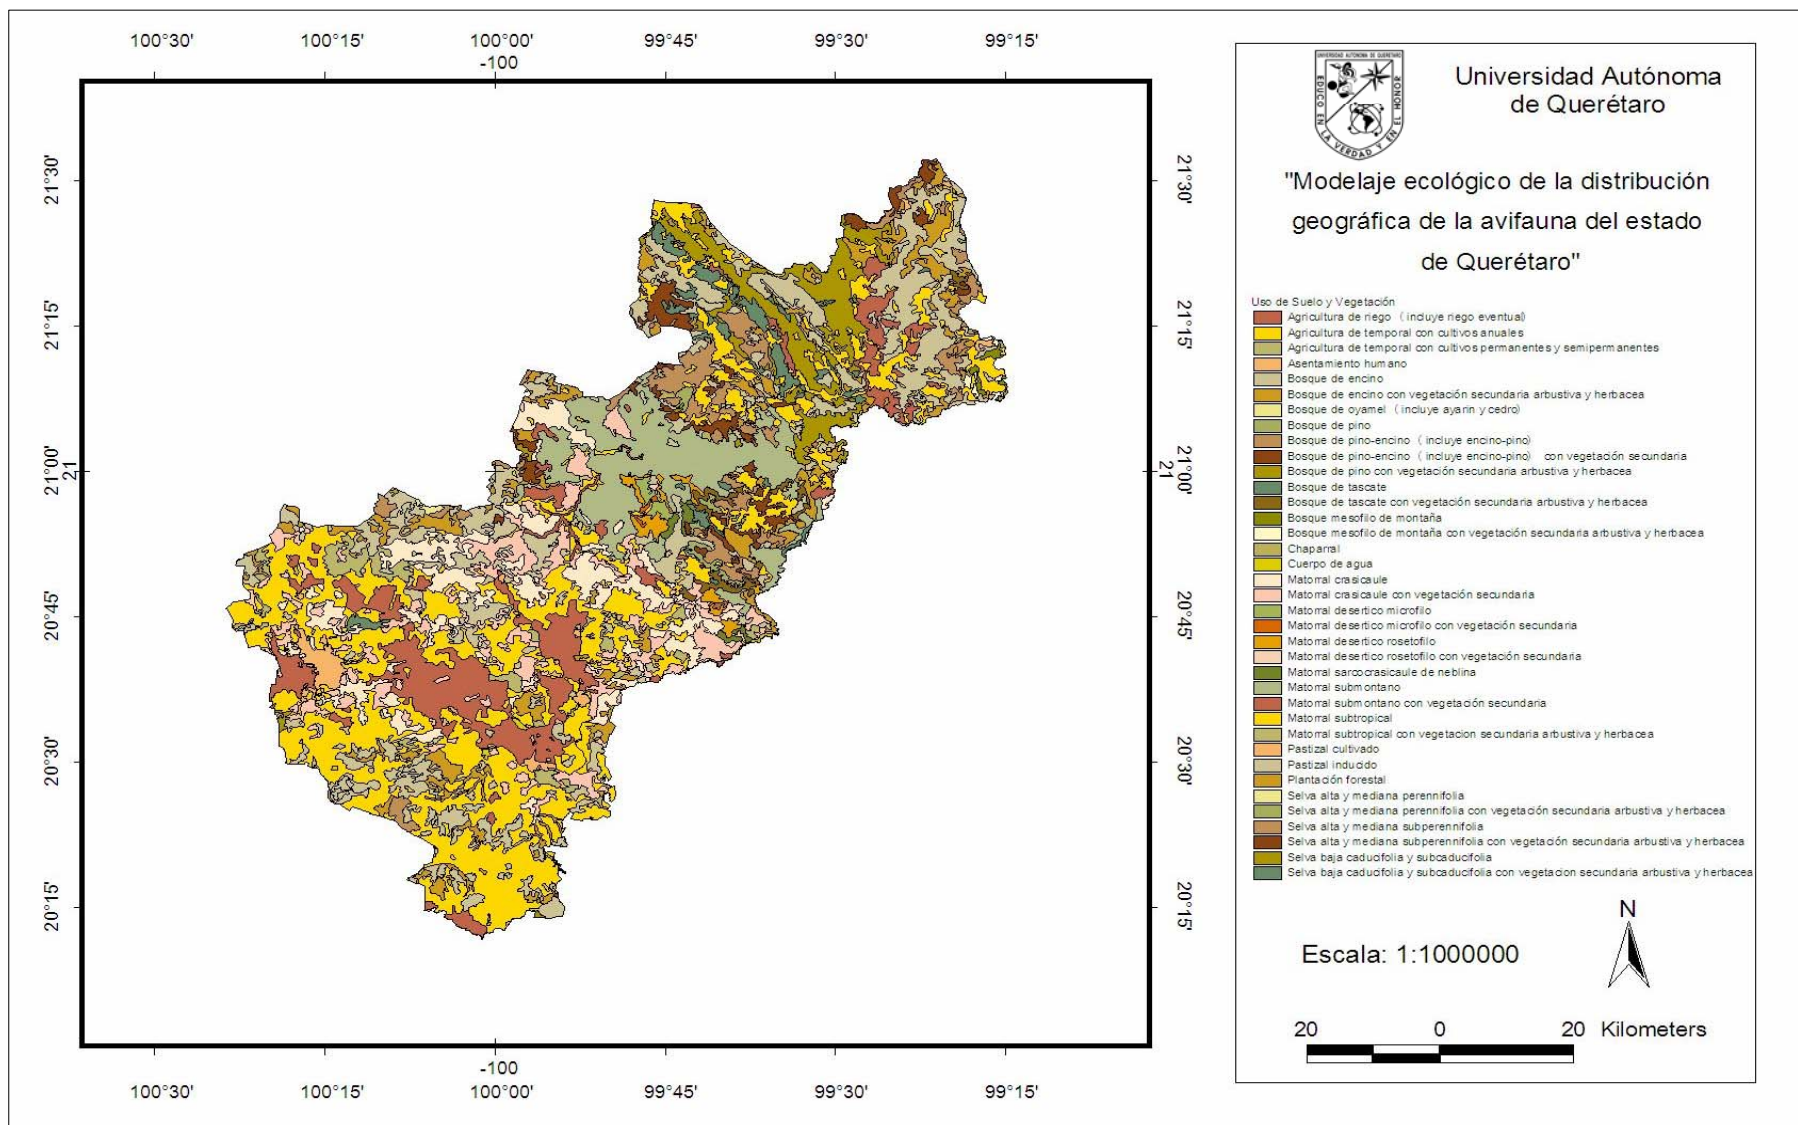 100°30' 100°15' 100°00' 99°45' 99°30' 99°15'
-100
21°30'
21°15'
21°00'
21
20°45'
20°30'
20°15'
21°30'
21°15'
21°00'
21
20°45'
20°30'
20°15'
-100
100°30' 100°15' 100°00' 99°45' 99°30' 99°15'
UNIVERSIDAD AUTONOMA DE QUERETARO
EDUCO EN LA VERDAD Y EN EL HONOR
Universidad Autónoma
de Querétaro
"Modelaje ecológico de la distribución
geográfica de la avifauna del estado
de Querétaro"
Uso de Suelo y Vegetación
Agricultura de riego ( incluye riego eventual)
Agricultura de temporal con cultivos anuales
Agricultura de temporal con cultivos permanentes y semipermanentes
Asentamiento humano
Bosque de encino
Bosque de encino con vegetación secundaria arbustiva y herbacea
Bosque de oyamel ( incluye ayarin y cedro)
Bosque de pino
Bosque de pino-encino ( incluye encino-pino)
Bosque de pino-encino ( incluye encino-pino) con vegetación secundaria
Bosque de pino con vegetación secundaria arbustiva y herbacea
Bosque de tascate
Bosque de tascate con vegetación secundaria arbustiva y herbacea
Bosque mesofilo de montaña
Bosque mesofilo de montaña con vegetación secundaria arbustiva y herbacea
Chaparral
Cuerpo de agua
Matorral crasicaule
Matorral crasicaule con vegetación secundaria
Matorral desertico microfilo
Matorral desertico microfilo con vegetación secundaria
Matorral desertico rosetofilo
Matorral desertico rosetofilo con vegetación secundaria
Matorral sarcocrasicaule de neblina
Matorral submontano
Matorral submontano con vegetación secundaria
Matorral subtropical
Matorral subtropical con vegetacion secundaria arbustiva y herbacea
Pastizal cultivado
Pastizal inducido
Plantación forestal
Selva alta y mediana perennifolia
Selva alta y mediana perennifolia con vegetación secundaria arbustiva y herbacea
Selva alta y mediana subperennifolia
Selva alta y mediana subperennifolia con vegetación secundaria arbustiva y herbacea
Selva baja caducifolia y subcaducifolia
Selva baja caducifolia y subcaducifolia con vegetacion secundaria arbustiva y herbacea
N
Escala: 1:1000000
20 0 20 Kilometers